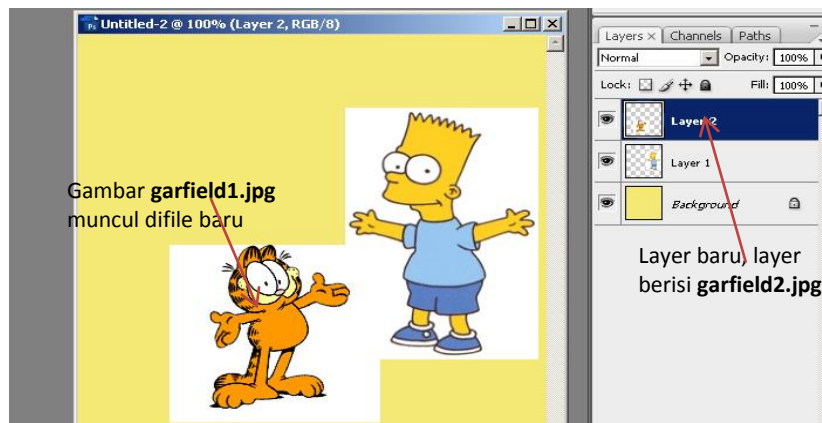 Untitled-2 @ 100% (Layer 2, RGB/8)
Layers × Channels Paths
Normal Opacity: 100%
Lock: Fill: 100%
Layer 2
Layer 1
Background
Gambar garfield1.jpg
muncul difile baru
Layer baru, layer
berisi garfield2.jpg